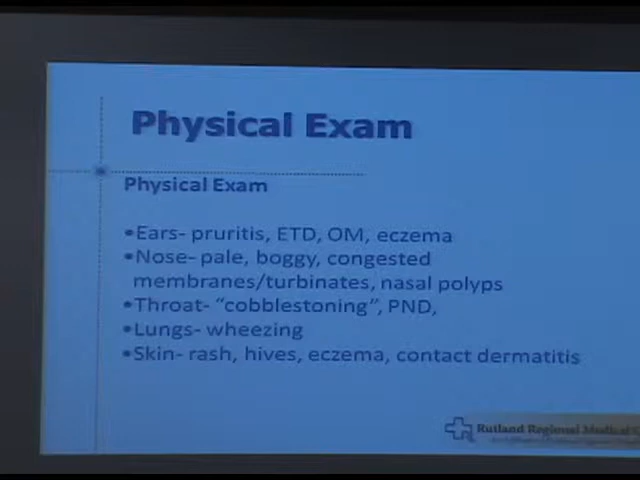 Physical Exam
Physical Exam
•Ears- pruritis, ETD, OM, eczema
•Nose- pale, boggy, congested
membranes/turbinates, nasal polyps
•Throat- “cobblestoning”, PND,
•Lungs- wheezing
•Skin- rash, hives, eczema, contact dermatitis
Rutland Regional Medical